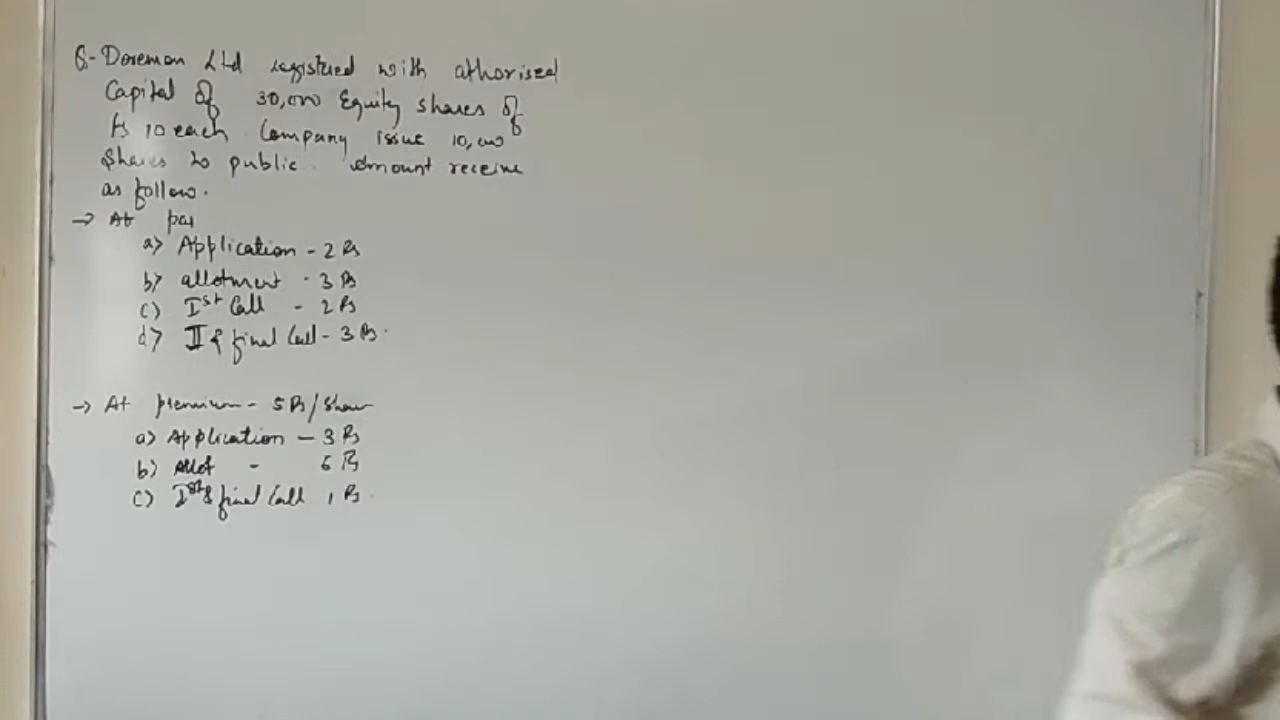 Q- Doremon Ltd registred with athorised
Capital of 30,000 Equity shares of
Rs 10 each. Company issue 10,000
Shares to public. Amount receive
as follow.
→ At par
a) Application - 2 Rs
b) allotment - 3 Rs
c) Ist Call - 2 Rs
d) II & final Call - 3 Rs.
→ At premium - 5 Rs/Share
a) Application - 3 Rs
b) Allot - 6 Rs
c) Ist & final Call 1 Rs.